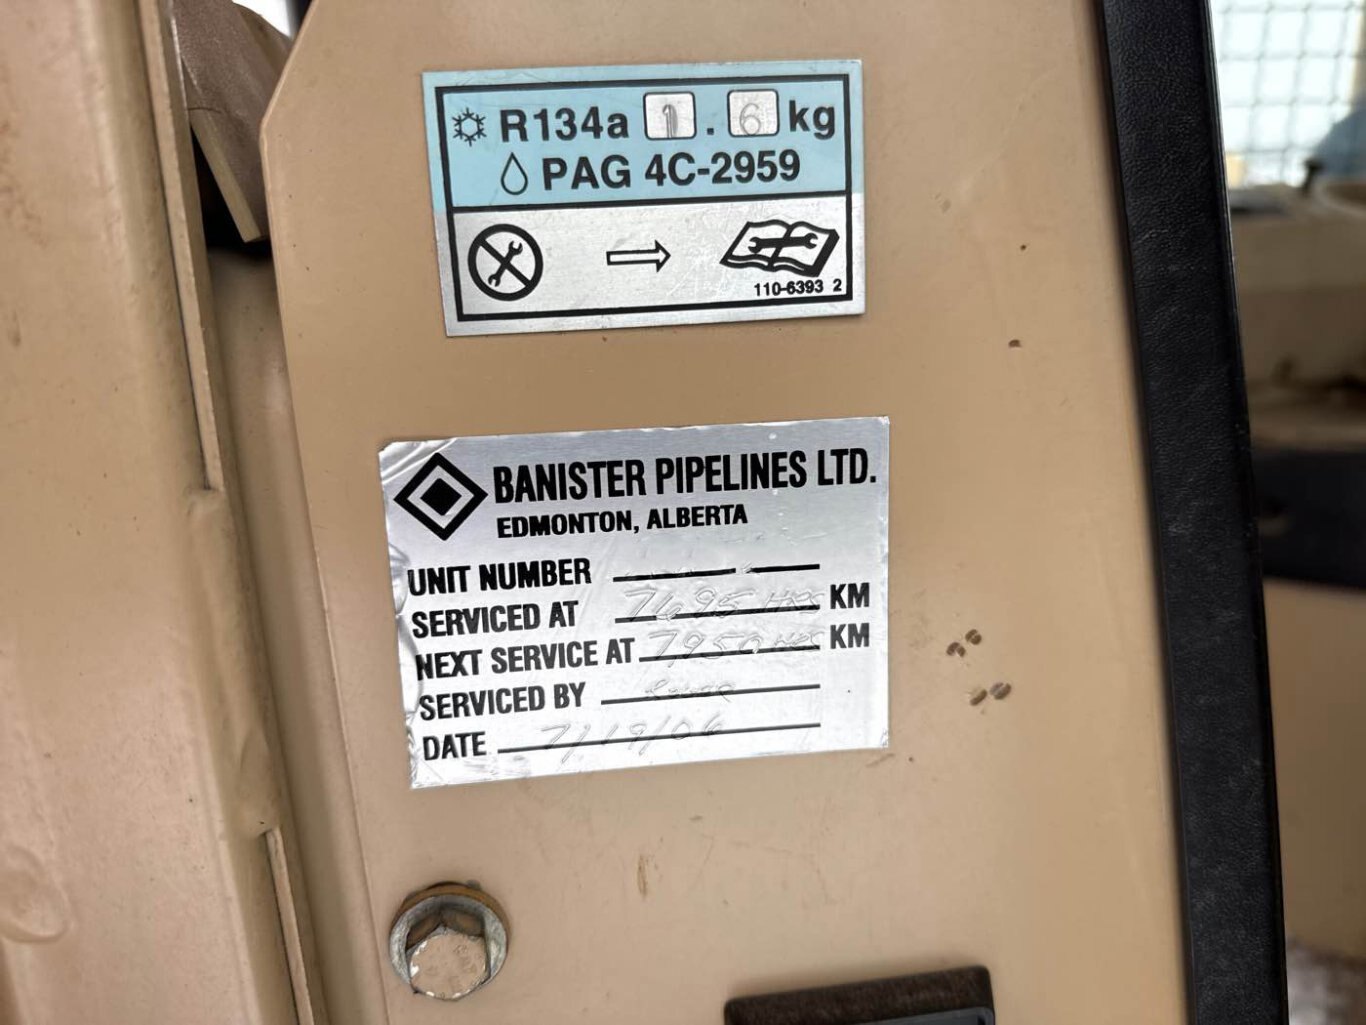 R134a 1.6 kg
PAG 4C-2959
110-6393 2
BANISTER PIPELINES LTD.
EDMONTON, ALBERTA
UNIT NUMBER
SERVICED AT 7695 HRS KM
NEXT SERVICE AT 7950 HRS KM
SERVICED BY
DATE 7/19/06